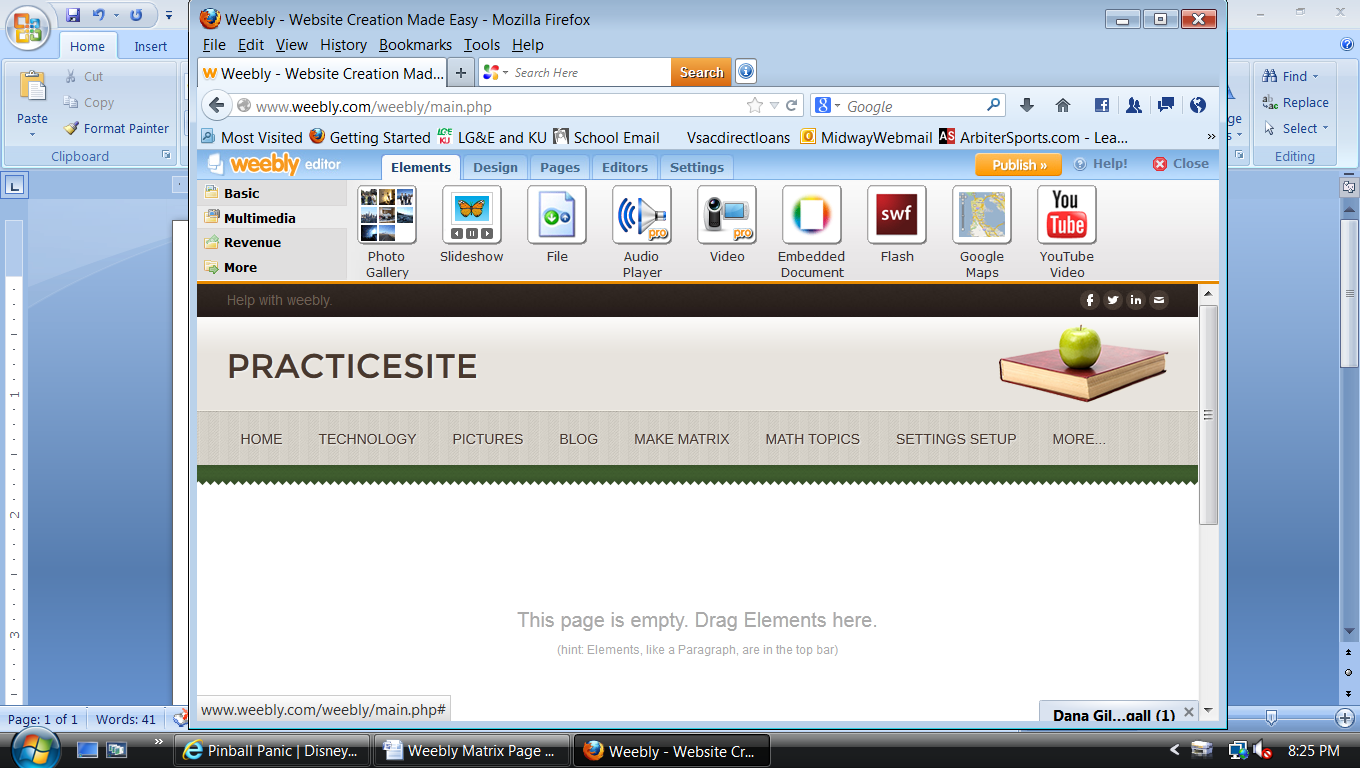 Weebly - Website Creation Made Easy - Mozilla Firefox
Home Insert
File Edit View History Bookmarks Tools Help
Weebly - Website Creation Mad... + Search Here Search
Cut
Copy
Paste
Format Painter
Clipboard
Find
Replace
Select
Editing
www.weebly.com/weebly/main.php Google
Most Visited Getting Started LG&E and KU School Email Vsacdirectloans MidwayWebmail ArbiterSports.com - Lea... »
weebly editor Elements Design Pages Editors Settings Publish » Help! Close
Basic
Multimedia
Revenue
More
pro pro swf You Tube
Photo Gallery
Slideshow
File
Audio Player
Video
Embedded Document
Flash
Google Maps
YouTube Video
Help with weebly.
PRACTICESITE
HOME TECHNOLOGY PICTURES BLOG MAKE MATRIX MATH TOPICS SETTINGS SETUP MORE...
This page is empty. Drag Elements here.
(hint: Elements, like a Paragraph, are in the top bar)
1
2
3
www.weebly.com/weebly/main.php#
Dana Gil...gall (1)
Page: 1 of 1 Words: 41
Pinball Panic | Disney... Weebly Matrix Page ... Weebly - Website Cr... 8:25 PM